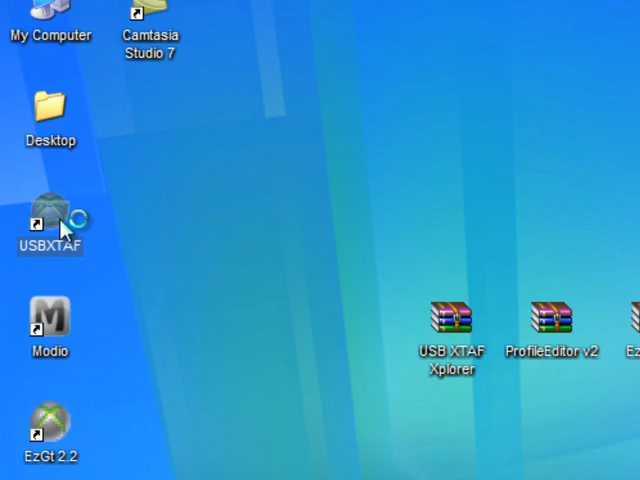 My Computer
Camtasia
Studio 7
Desktop
USBXTAF
M
Modio
USB XTAF
Xplorer
ProfileEditor v2
Ez
EzGt 2.2